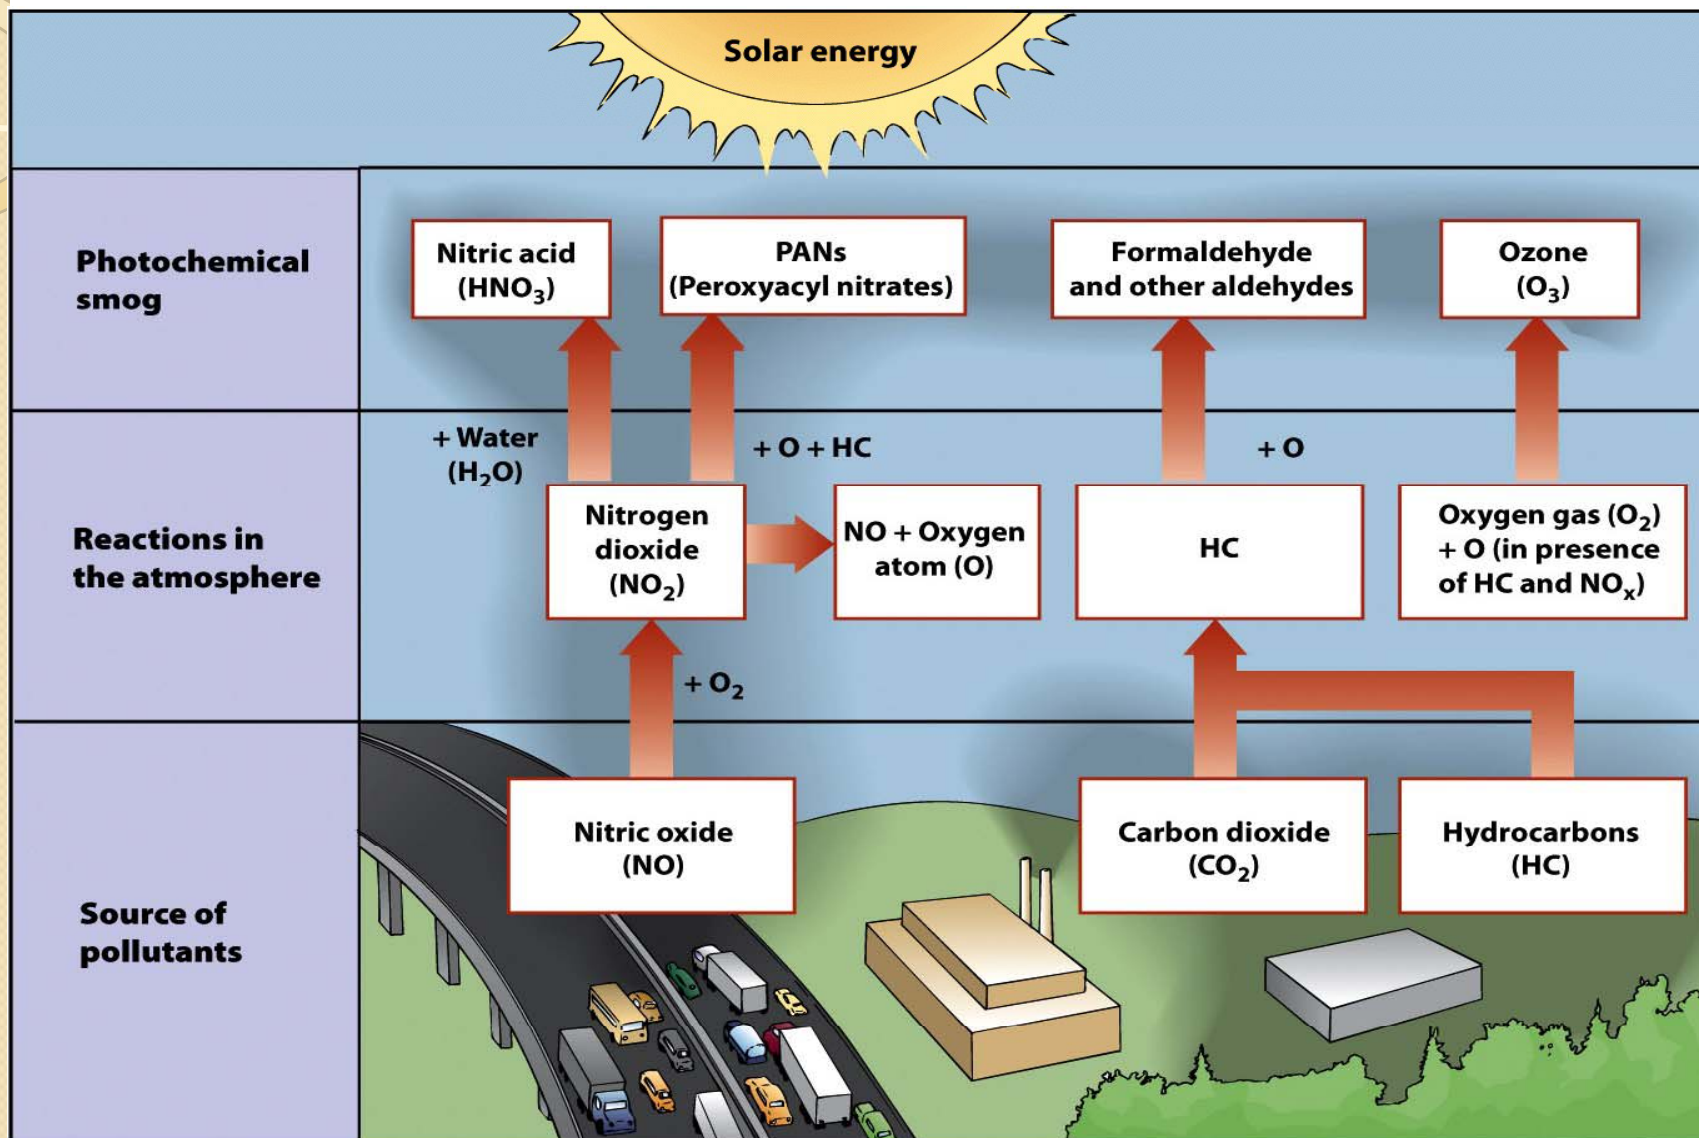 Solar energy
Photochemical
smog
Nitric acid
(HNO₃)
PANs
(Peroxyacyl nitrates)
Formaldehyde
and other aldehydes
Ozone
(O₃)
Reactions in
the atmosphere
+ Water
(H₂O)
+ O + HC
+ O
Nitrogen
dioxide
(NO₂)
NO + Oxygen
atom (O)
HC
Oxygen gas (O₂)
+ O (in presence
of HC and NOₓ)
+ O₂
Source of
pollutants
Nitric oxide
(NO)
Carbon dioxide
(CO₂)
Hydrocarbons
(HC)